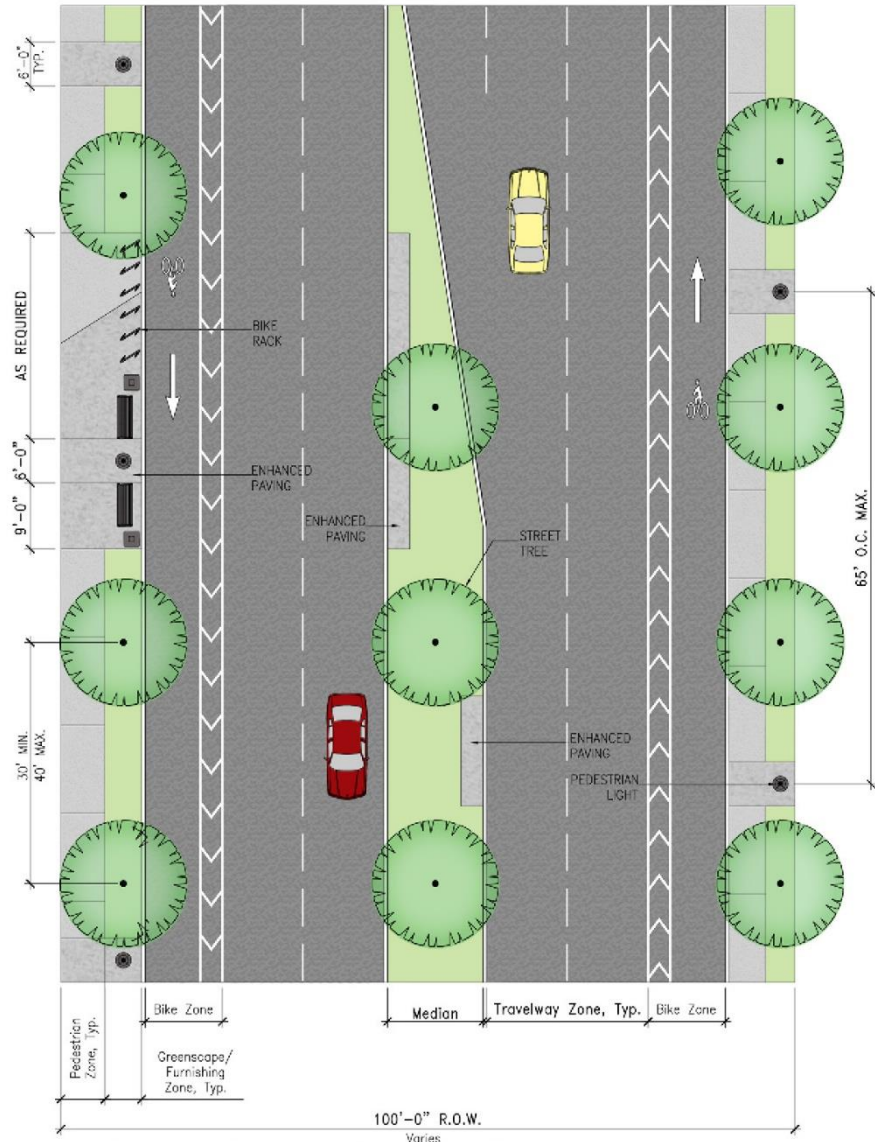 6'-0"
TYP.
AS REQUIRED
BIKE
RACK
6'-0"
ENHANCED
PAVING
9'-0"
ENHANCED
PAVING
STREET
TREE
65' O.C. MAX.
30' MIN.
40' MAX.
ENHANCED
PAVING
PEDESTRIAN
LIGHT
Pedestrian
Zone, Typ.
Bike Zone
Greenscape/
Furnishing
Zone, Typ.
Median
Travelway Zone, Typ.
Bike Zone
100'-0" R.O.W.
Varies